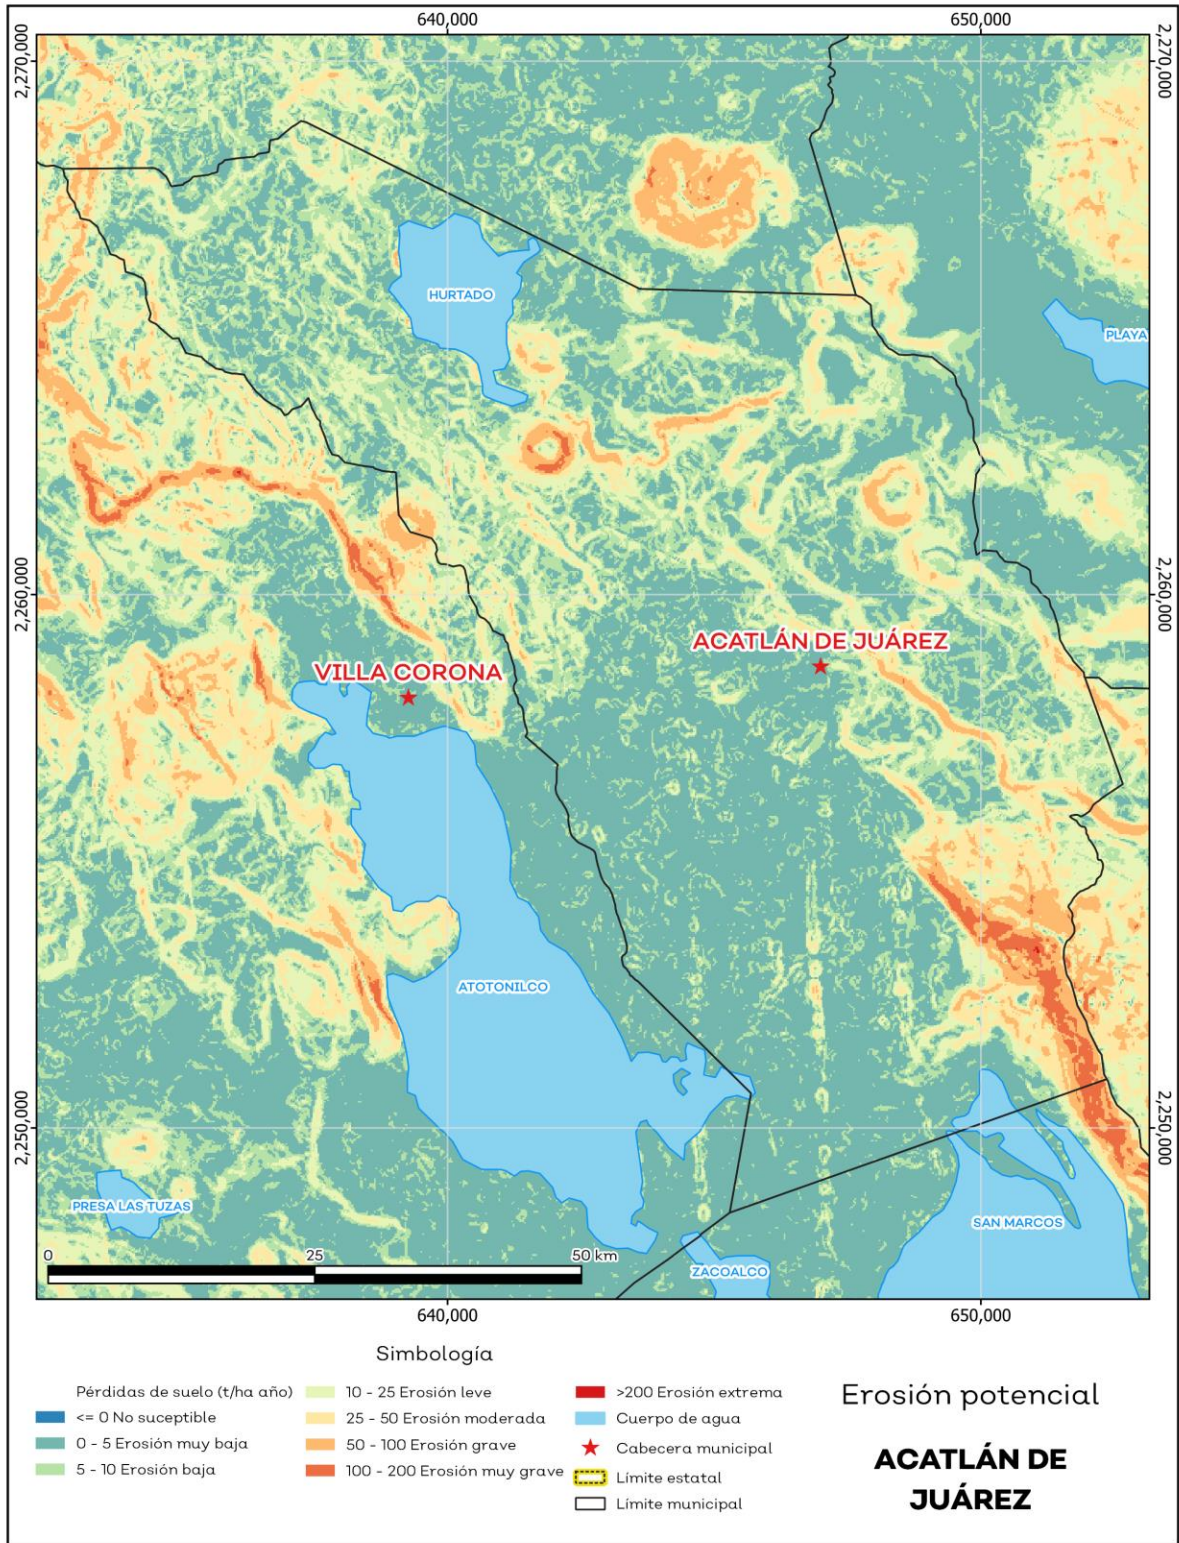 640,000
650,000
2,270,000
2,270,000
HURTADO
PLAYA
2,260,000
2,260,000
ACATLÁN DE JUÁREZ
VILLA CORONA
ATOTONILCO
2,250,000
2,250,000
PRESA LAS TUZAS
SAN MARCOS
ZACOALCO
0
25
50 km
640,000
650,000
Simbología
Pérdidas de suelo (t/ha año)
<= 0 No suceptible
0 - 5 Erosión muy baja
5 - 10 Erosión baja
10 - 25 Erosión leve
25 - 50 Erosión moderada
50 - 100 Erosión grave
100 - 200 Erosión muy grave
>200 Erosión extrema
Cuerpo de agua
Cabecera municipal
Límite estatal
Límite municipal
Erosión potencial
ACATLÁN DE
JUÁREZ